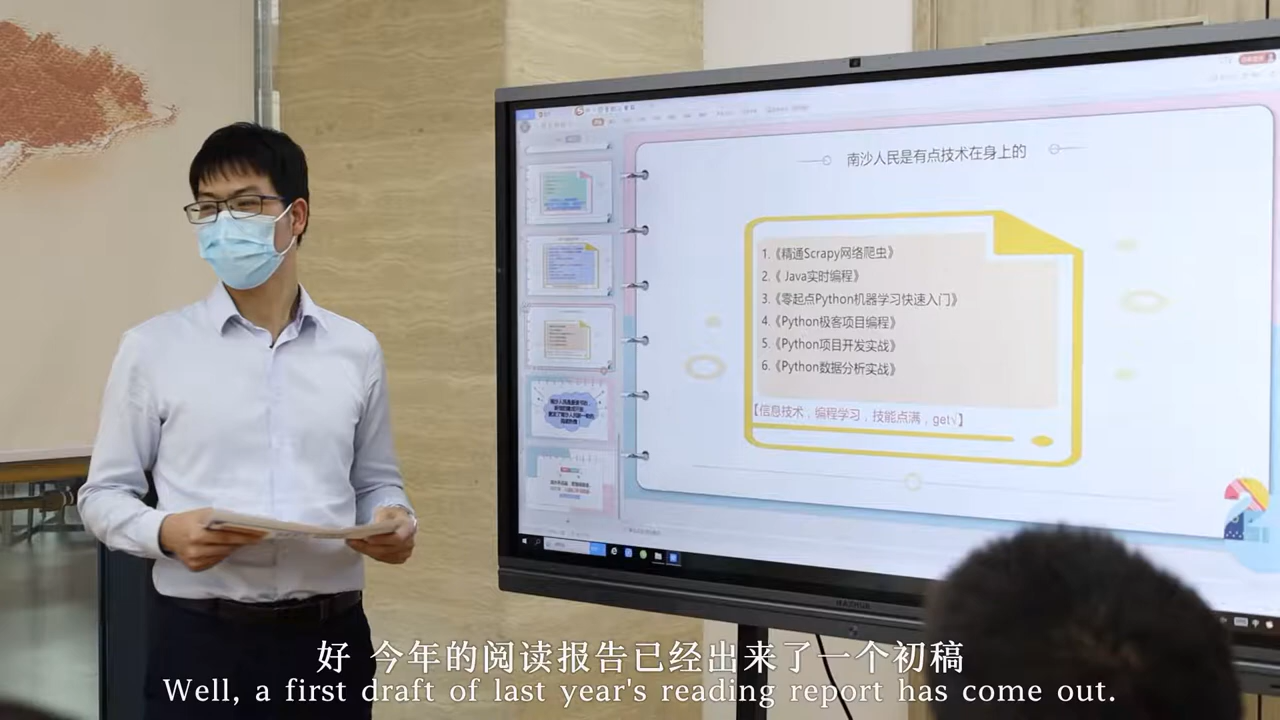 南沙人民是有点技术在身上的
1.《精通Scrapy网络爬虫》
2.《 Java实时编程》
3.《零起点Python机器学习快速入门》
4.《Python极客项目编程》
5.《Python项目开发实战》
6.《Python数据分析实战》
【信息技术，编程学习，技能点满，get√】
好 今年的阅读报告已经出来了一个初稿
Well, a first draft of last year's reading report has come out.